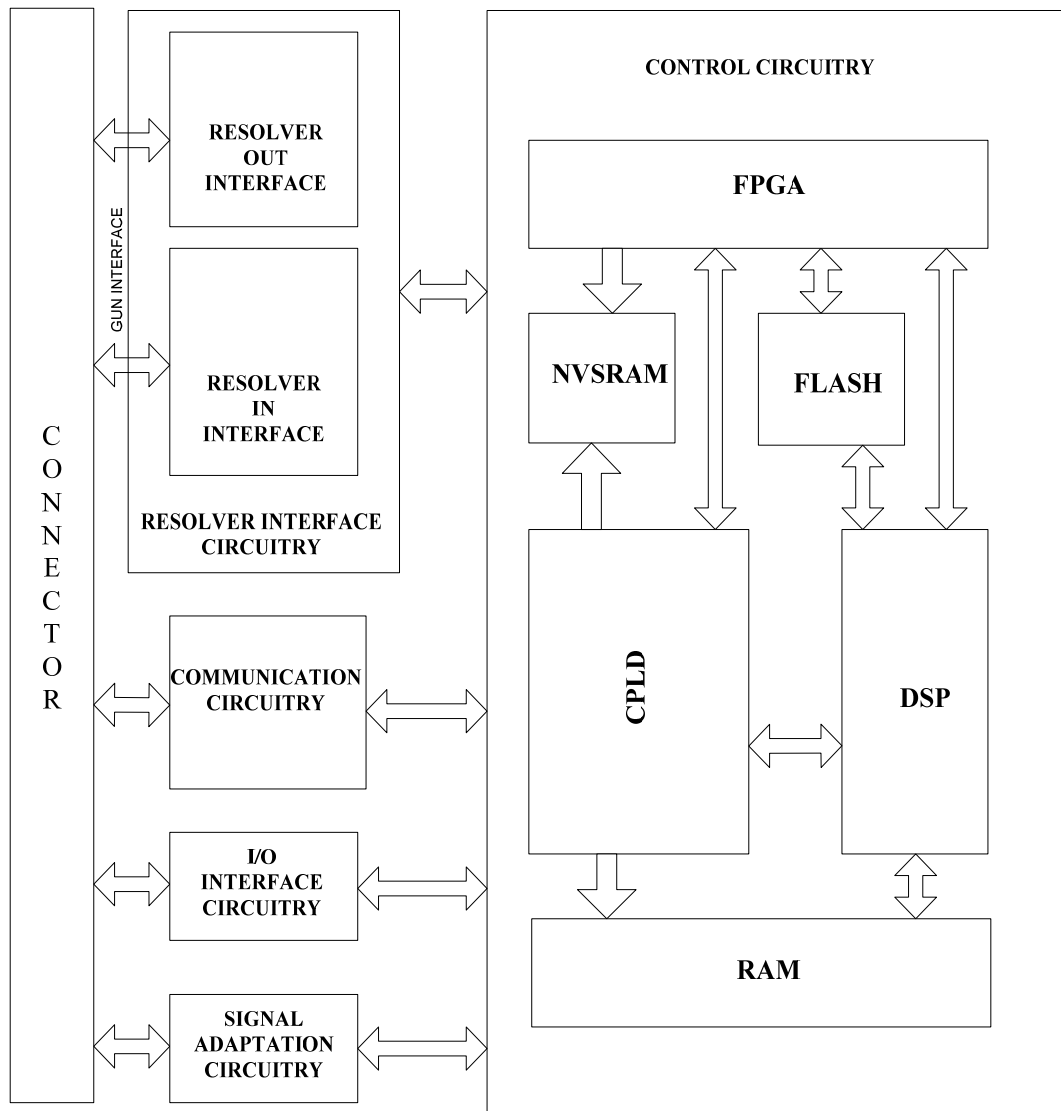 CONNECTOR
GUN INTERFACE
RESOLVER
OUT
INTERFACE
RESOLVER
IN
INTERFACE
RESOLVER INTERFACE
CIRCUITRY
COMMUNICATION
CIRCUITRY
I/O
INTERFACE
CIRCUITRY
SIGNAL
ADAPTATION
CIRCUITRY
CONTROL CIRCUITRY
FPGA
NVSRAM
FLASH
CPLD
DSP
RAM